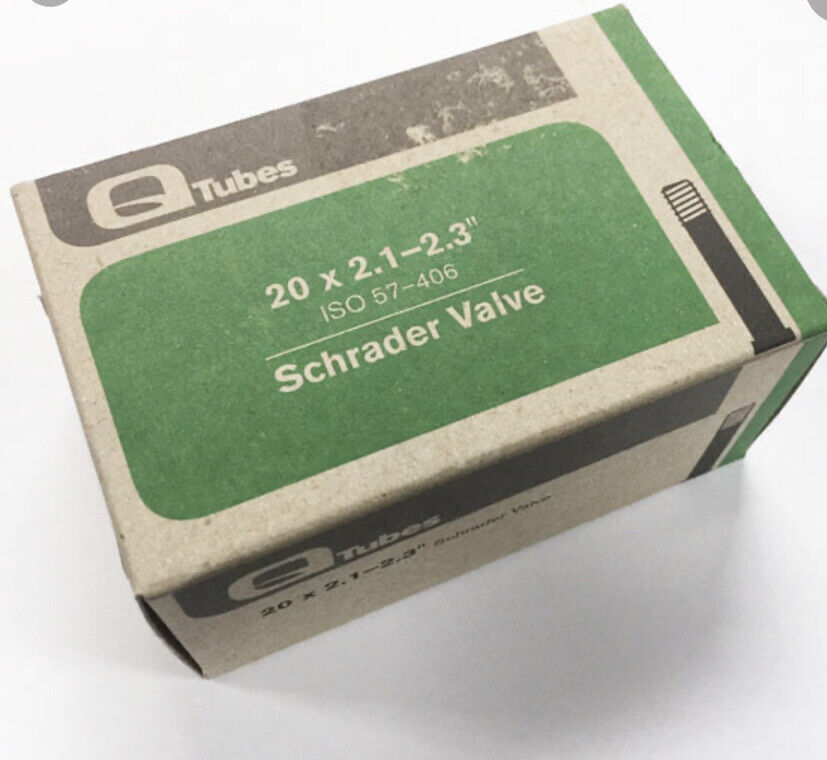 Q Tubes
20 x 2.1–2.3"
ISO 57–406
Schrader Valve
Q Tubes
20 x 2.1–2.3" Schrader Valve